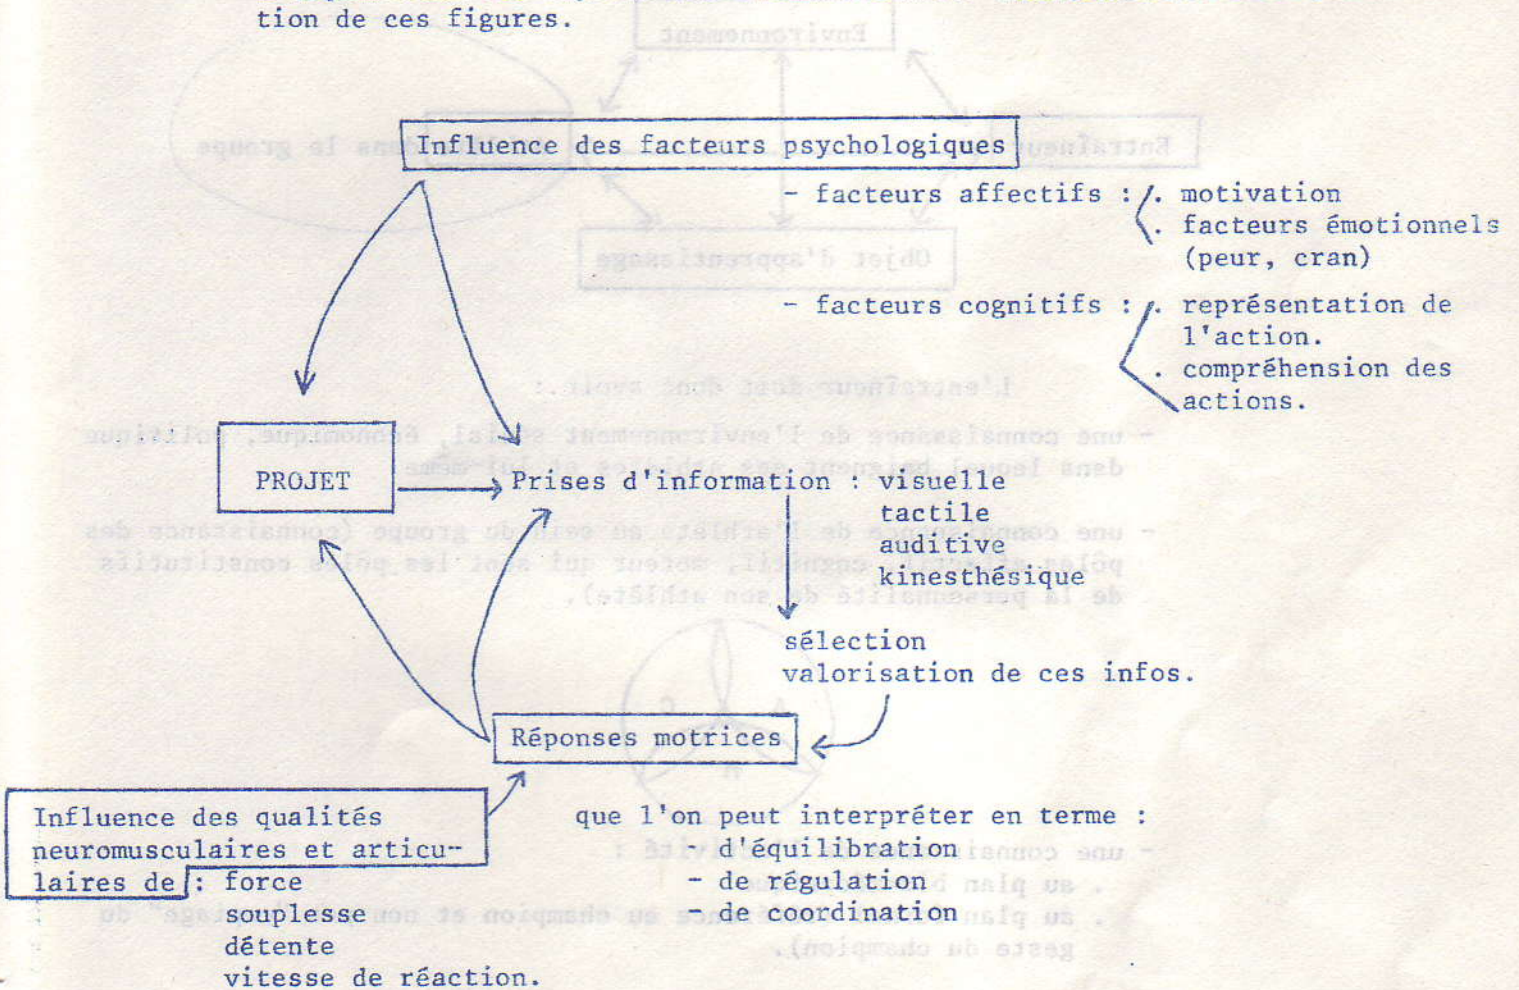 tion de ces figures.
Influence des facteurs psychologiques
- facteurs affectifs : . motivation
. facteurs émotionnels
(peur, cran)
- facteurs cognitifs : . représentation de
l'action.
. compréhension des
actions.
PROJET
Prises d'information : visuelle
tactile
auditive
kinesthésique
sélection
valorisation de ces infos.
Réponses motrices
Influence des qualités
neuromusculaires et articu-
laires de : force
souplesse
détente
vitesse de réaction.
que l'on peut interpréter en terme :
- d'équilibration
- de régulation
- de coordination